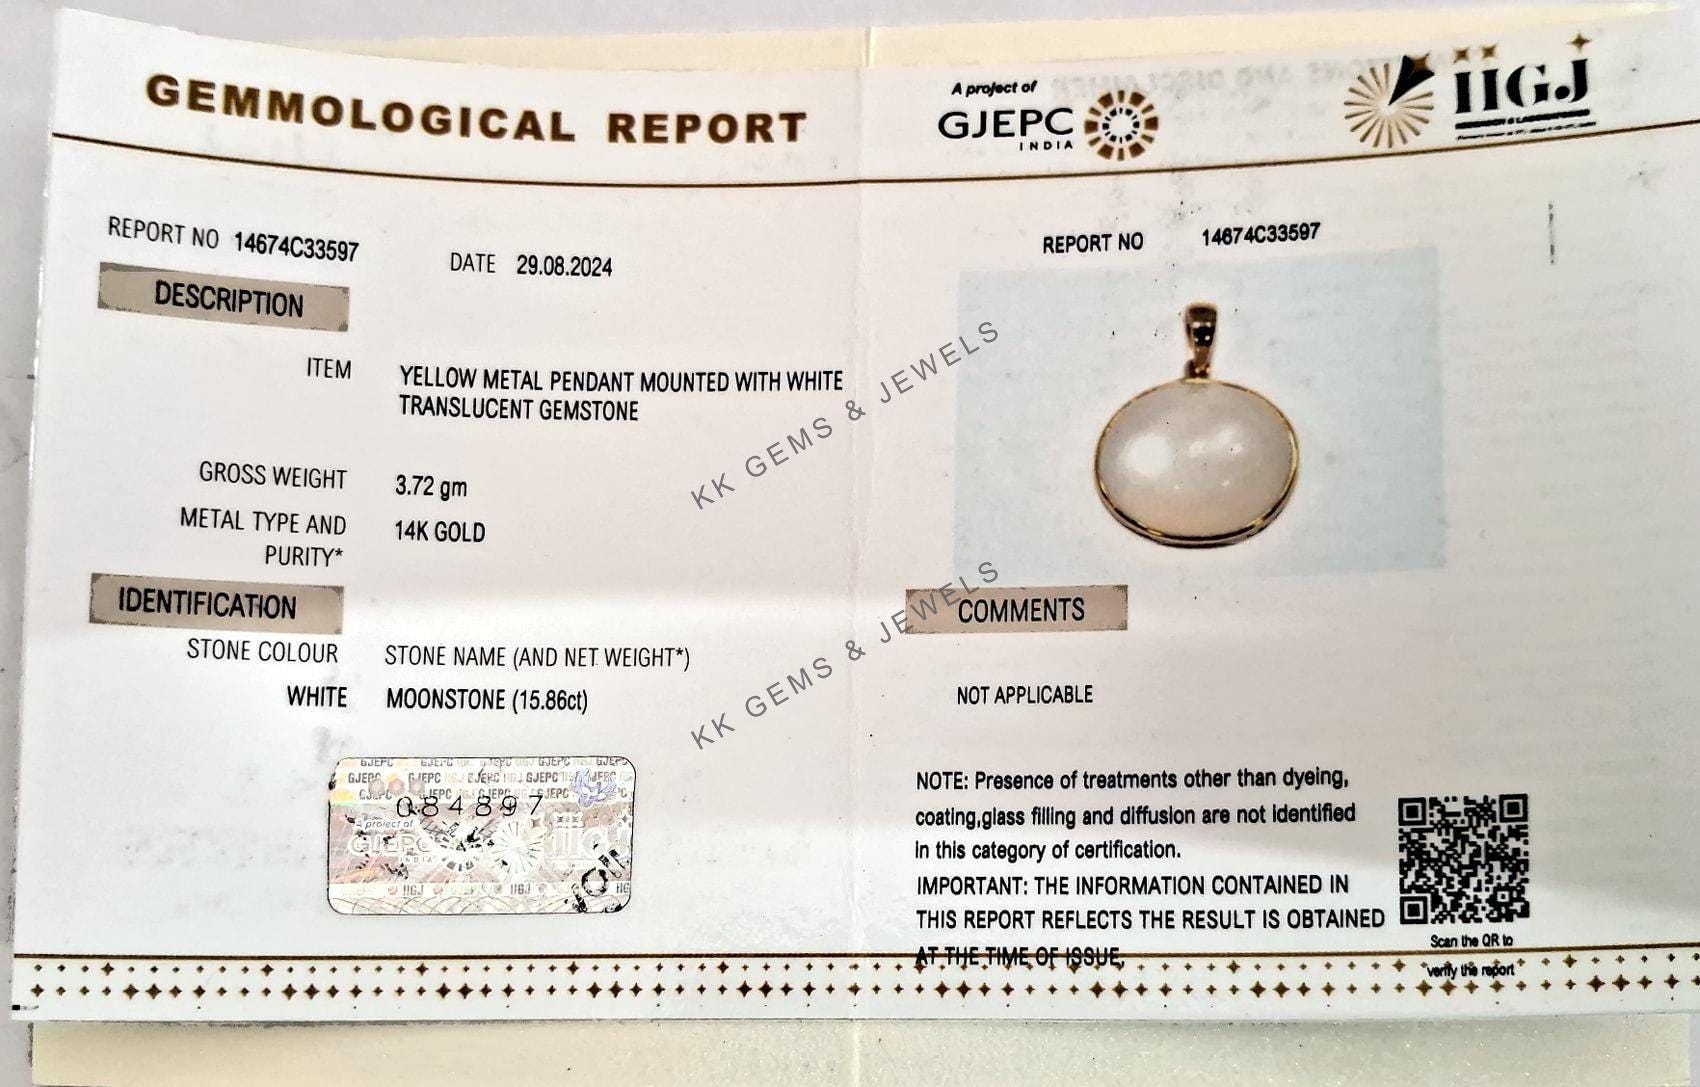 GEMMOLOGICAL REPORT
A project of
GJEPC
INDIA
IIGJ
REPORT NO 14674C33597
DATE 29.08.2024
DESCRIPTION
ITEM YELLOW METAL PENDANT MOUNTED WITH WHITE
TRANSLUCENT GEMSTONE
GROSS WEIGHT 3.72 gm
METAL TYPE AND 14K GOLD
PURITY*
IDENTIFICATION
STONE COLOUR STONE NAME (AND NET WEIGHT*)
WHITE MOONSTONE (15.86ct)
084897
A project of
GJEPC
INDIA
IIGJ
REPORT NO 14674C33597
KK GEMS & JEWELS
KK GEMS & JEWELS
COMMENTS
NOT APPLICABLE
NOTE: Presence of treatments other than dyeing,
coating,glass filling and diffusion are not identified
in this category of certification.
IMPORTANT: THE INFORMATION CONTAINED IN
THIS REPORT REFLECTS THE RESULT IS OBTAINED
AT THE TIME OF ISSUE,
Scan the QR to
verify the report